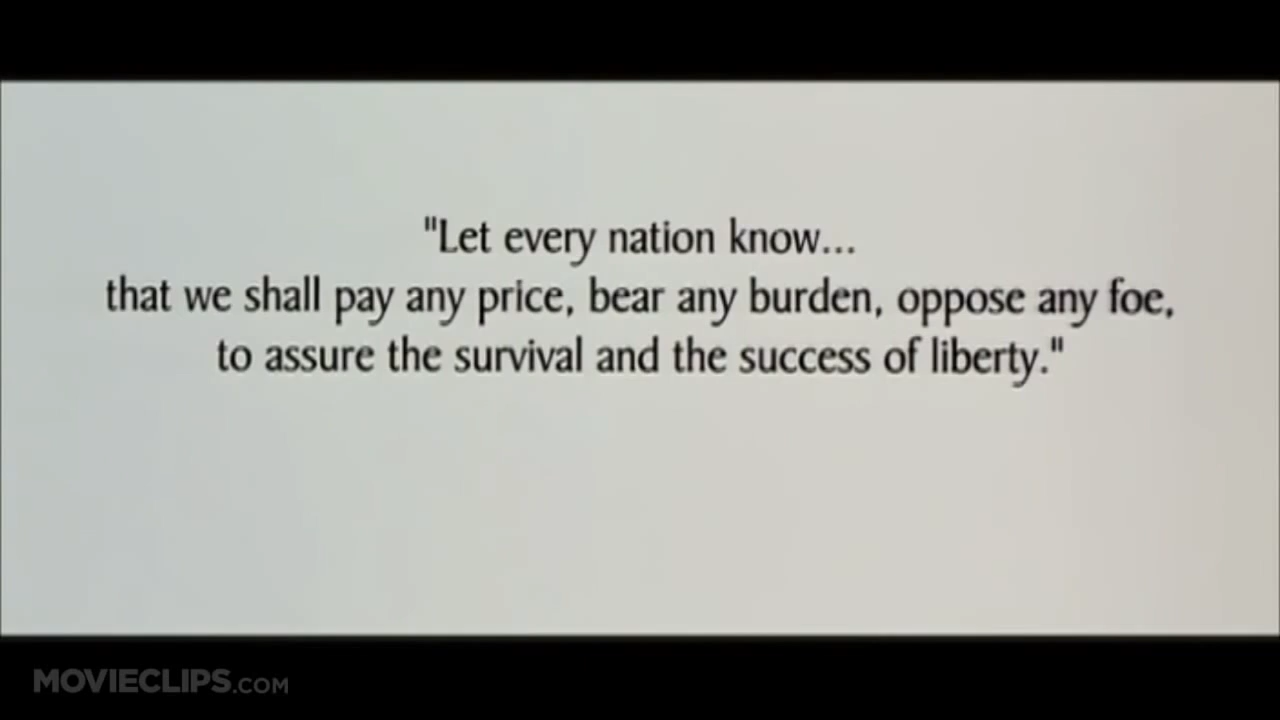 "Let every nation know...
that we shall pay any price, bear any burden, oppose any foe,
to assure the survival and the success of liberty."
MOVIECLIPS.COM